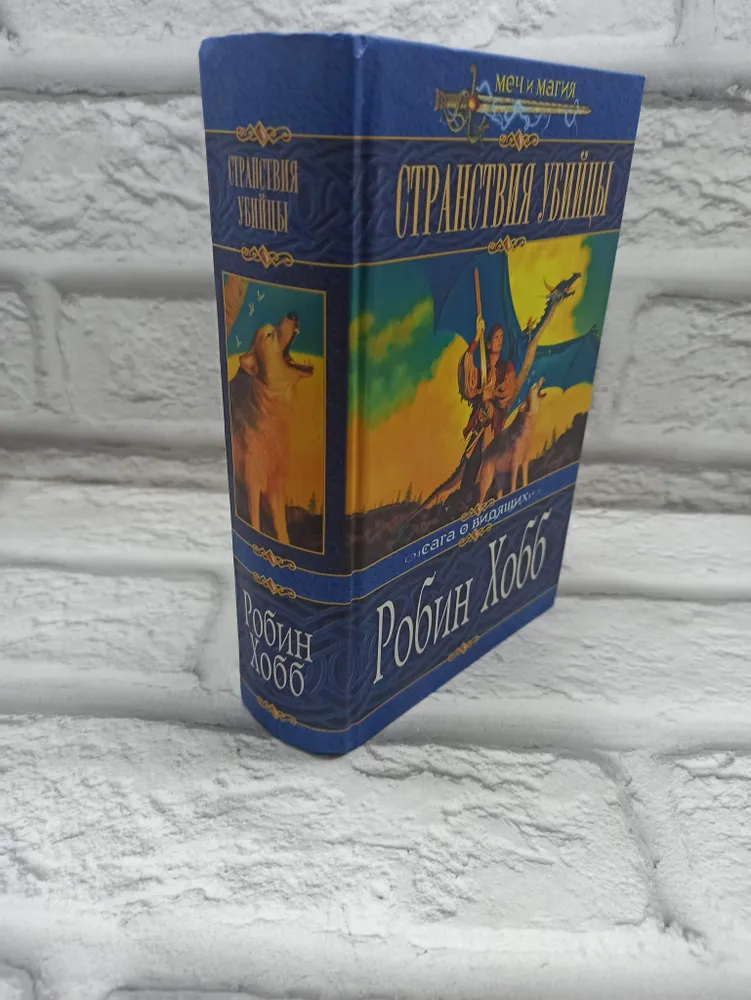 СТРАНСТВИЯ
УБИЙЦЫ
Робин
Хобб
МЕЧ И МАГИЯ
СТРАНСТВИЯ УБИЙЦЫ
сага о видящих
Робин Хобб